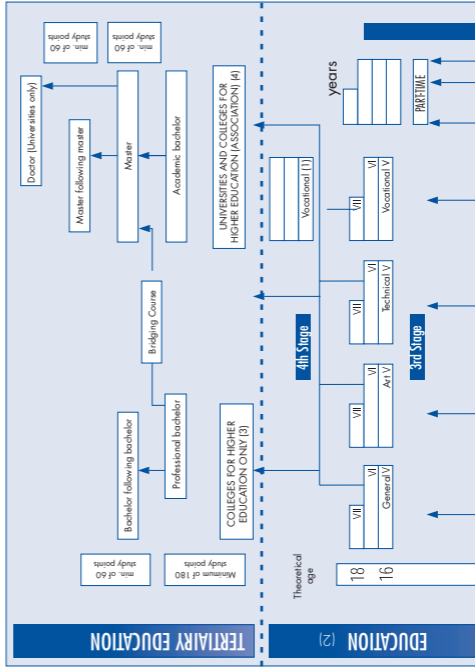 Doctor (Universities only)
min. of 60
study points
min. of 60
study points
Master following master
Master
Academic bachelor
UNIVERSITIES AND COLLEGES FOR
HIGHER EDUCATION (ASSOCIATION) (4)
Bridging Course
Bachelor following bachelor
Professional bachelor
COLLEGES FOR HIGHER
EDUCATION ONLY (3)
min. of 60
study points
Minimum of 180
study points
TERTIAIRY EDUCATION
years
PART-TIME
Vocational (1)
4th Stage
VII
VI
Vocational V
VII
VI
Technical V
3rd Stage
VII
VI
Art V
VII
VI
General V
Theoretical
age
18
16
EDUCATION (2)